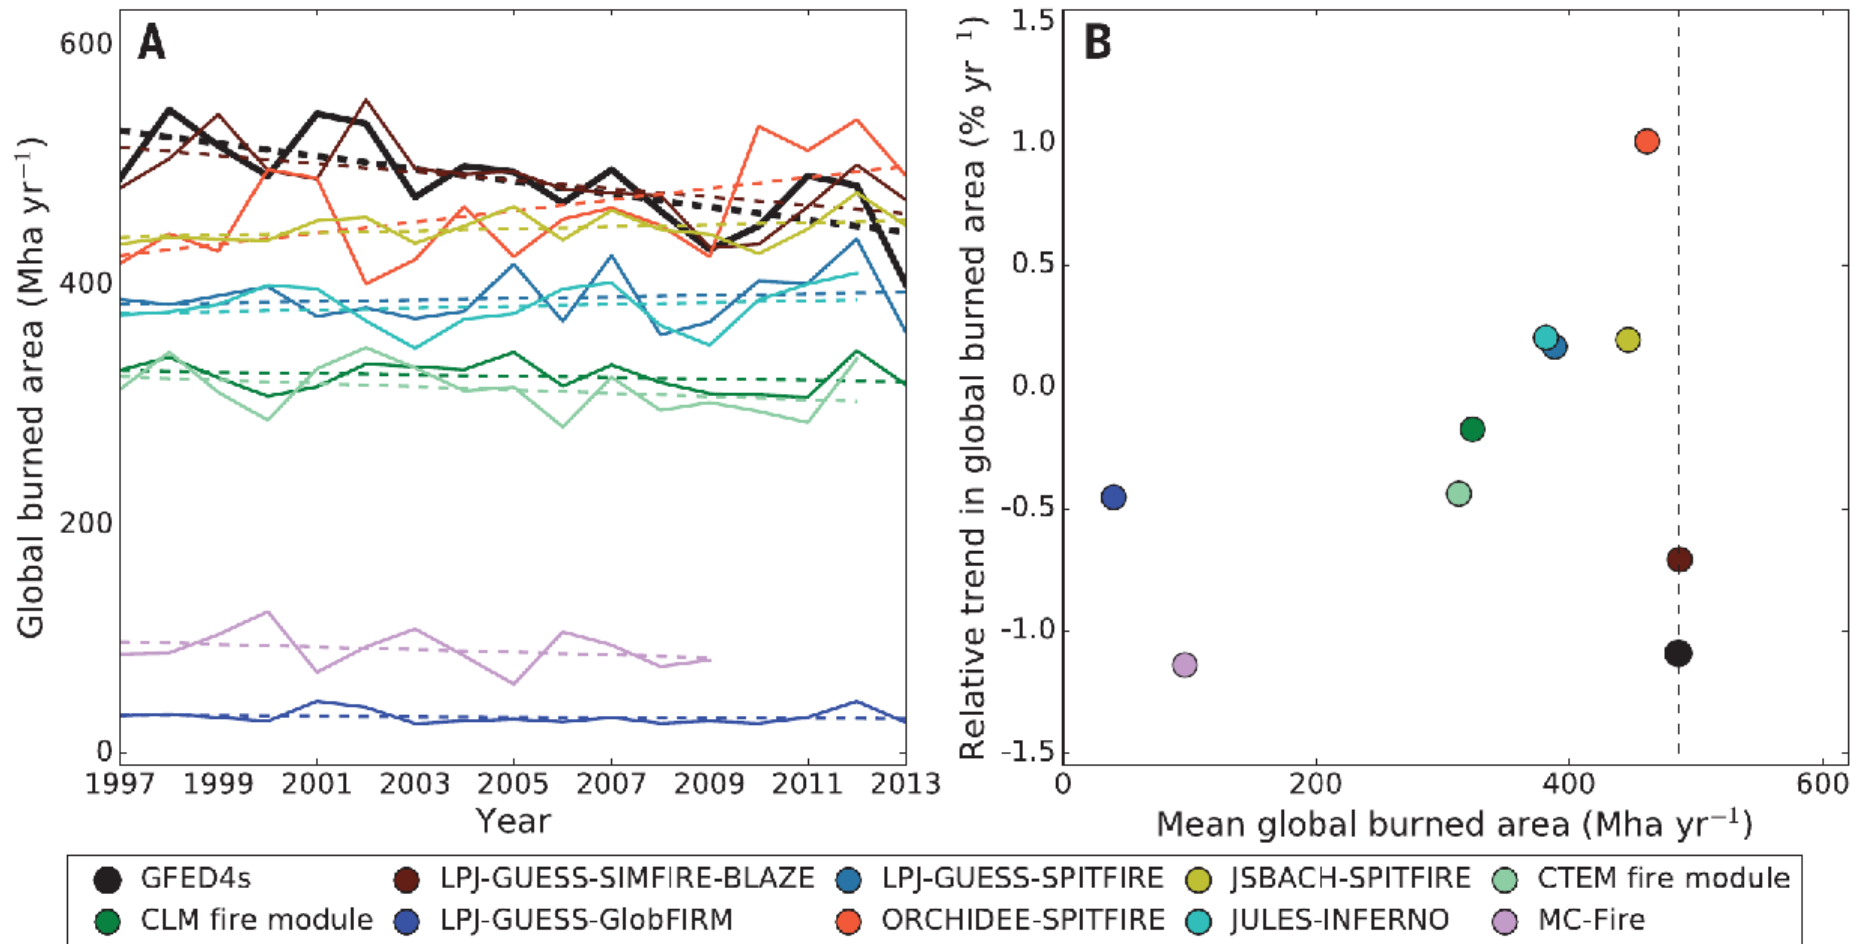 A
Global burned area (Mha yr⁻¹)
600
400
200
0
1997 1999 2001 2003 2005 2007 2009 2011 2013
Year
B
Relative trend in global burned area (% yr ¹)
1.5
1.0
0.5
0.0
-0.5
-1.0
-1.5
0 200 400 600
Mean global burned area (Mha yr⁻¹)
GFED4s LPJ-GUESS-SIMFIRE-BLAZE LPJ-GUESS-SPITFIRE JSBACH-SPITFIRE CTEM fire module
CLM fire module LPJ-GUESS-GlobFIRM ORCHIDEE-SPITFIRE JULES-INFERNO MC-Fire